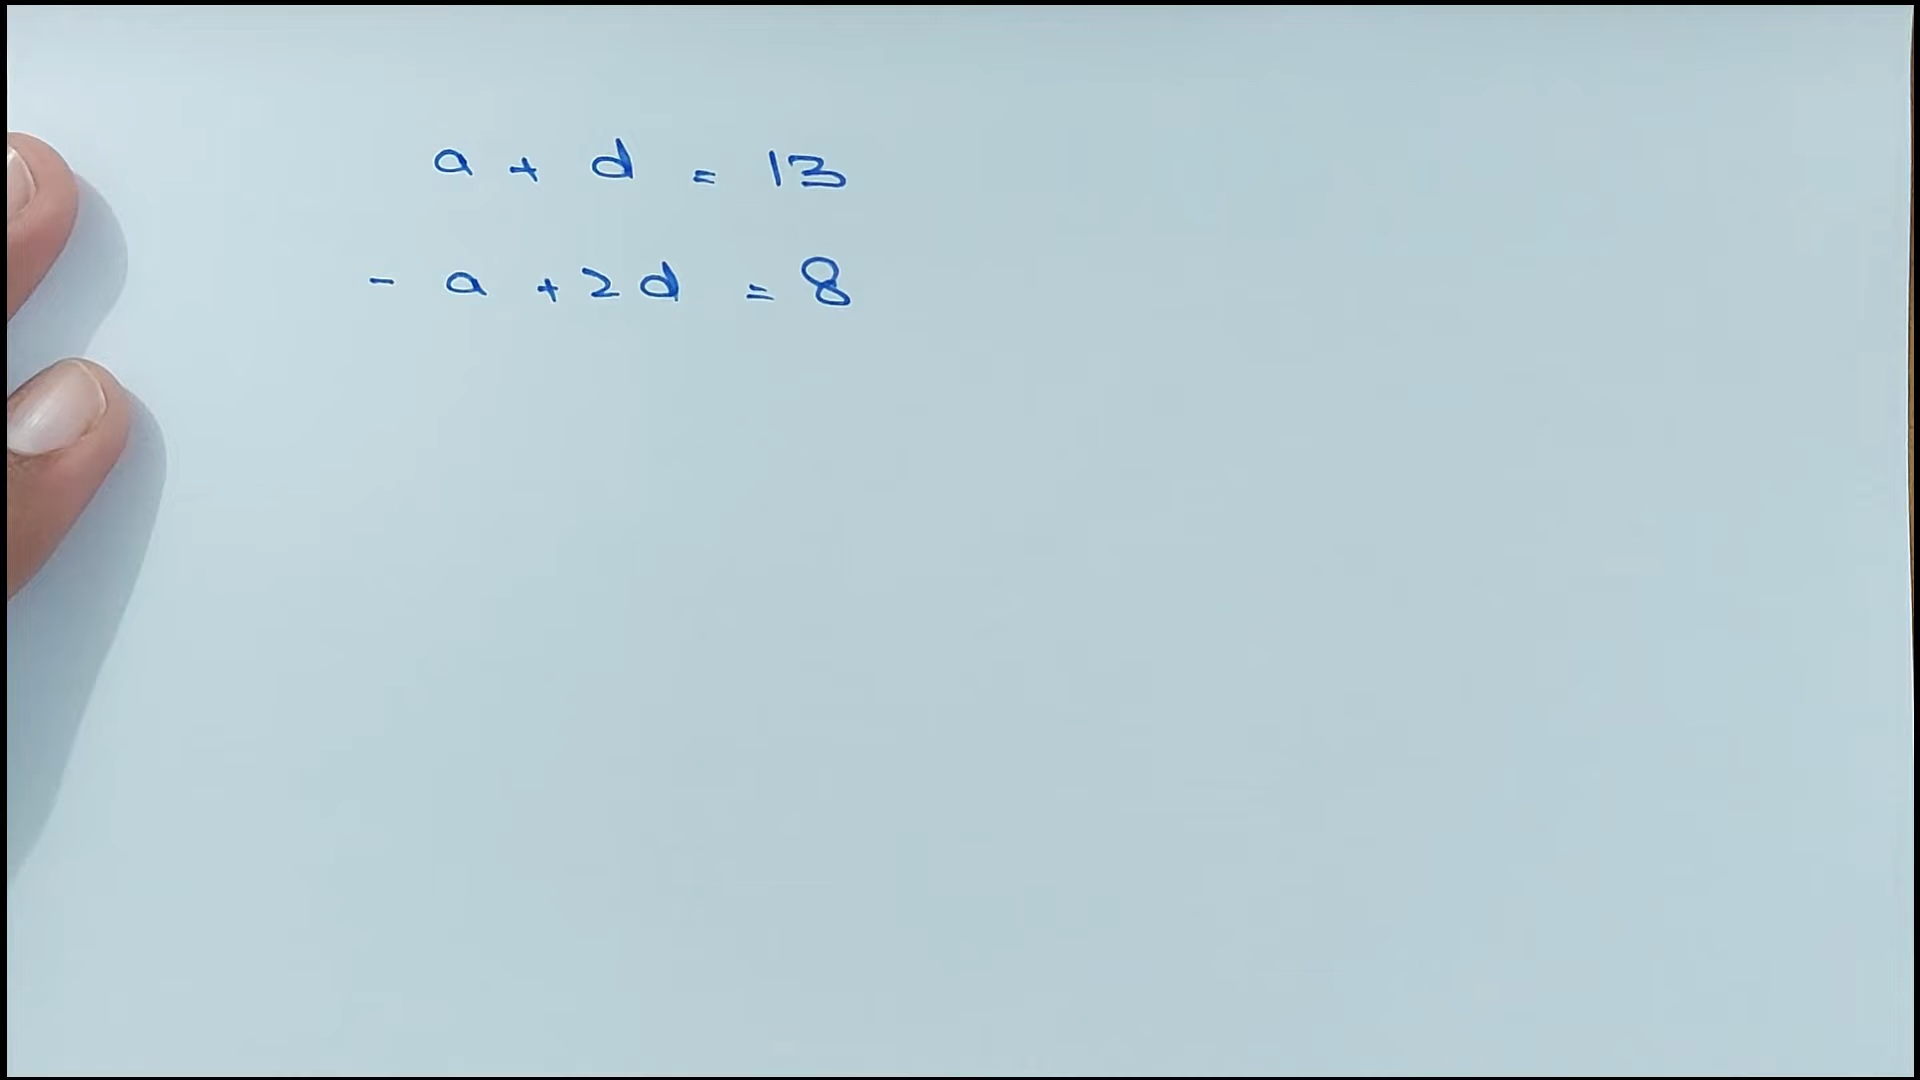 a + d = 13
- a + 2d = 8